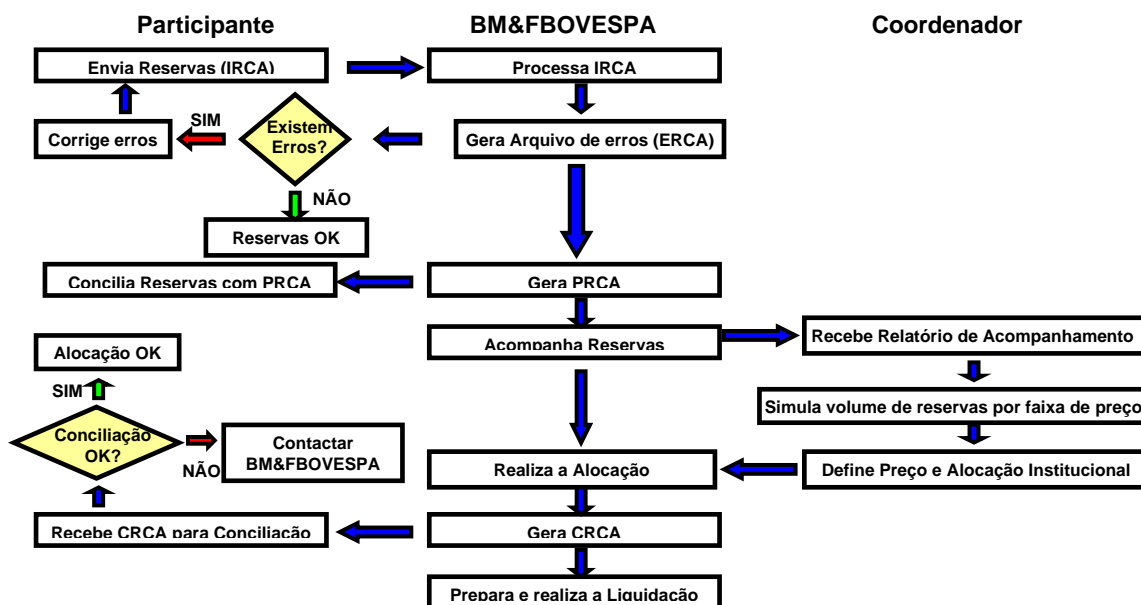 Participante
BM&FBOVESPA
Coordenador
Envia Reservas (IRCA)
Processa IRCA
SIM
Existem
Erros?
Corrige erros
Gera Arquivo de erros (ERCA)
NÃO
Reservas OK
Concilia Reservas com PRCA
Gera PRCA
Acompanha Reservas
Recebe Relatório de Acompanhamento
Alocação OK
SIM
Simula volume de reservas por faixa de preço
Conciliação
OK?
NÃO
Contactar
BM&FBOVESPA
Realiza a Alocação
Define Preço e Alocação Institucional
Recebe CRCA para Conciliação
Gera CRCA
Prepara e realiza a Liquidação